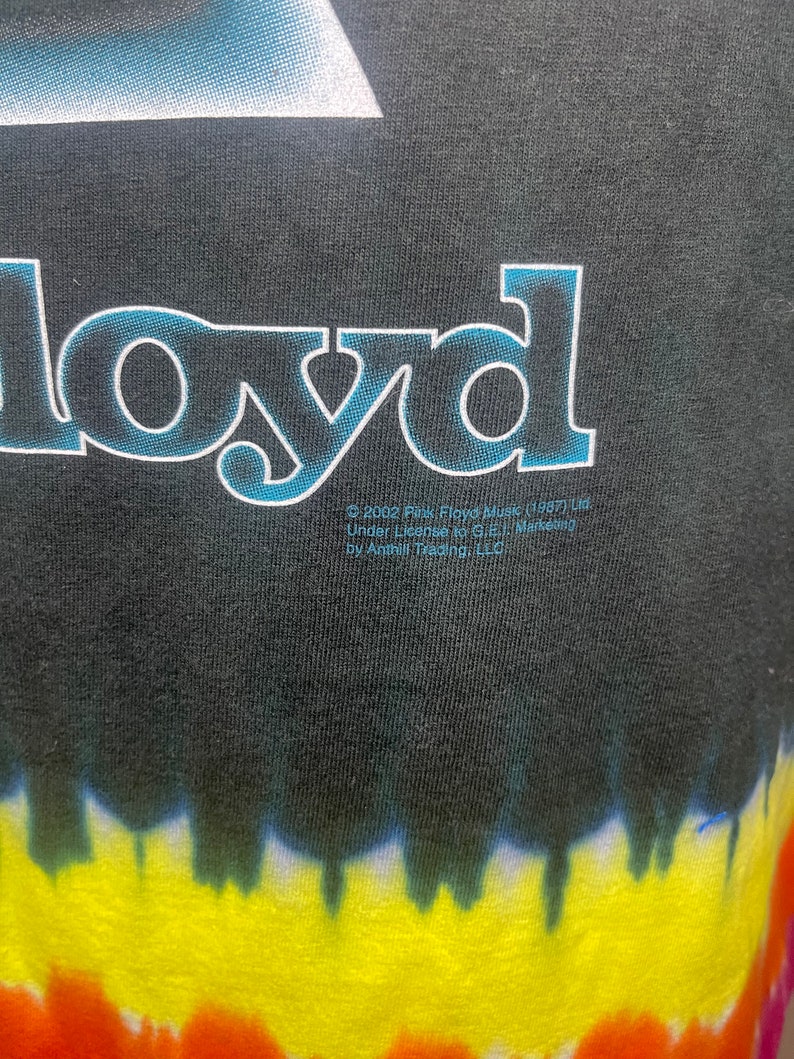 loyd
© 2002 Pink Floyd Music (1987) Ltd.
Under License to G.E.J. Marketing
by Anthill Trading, LLC